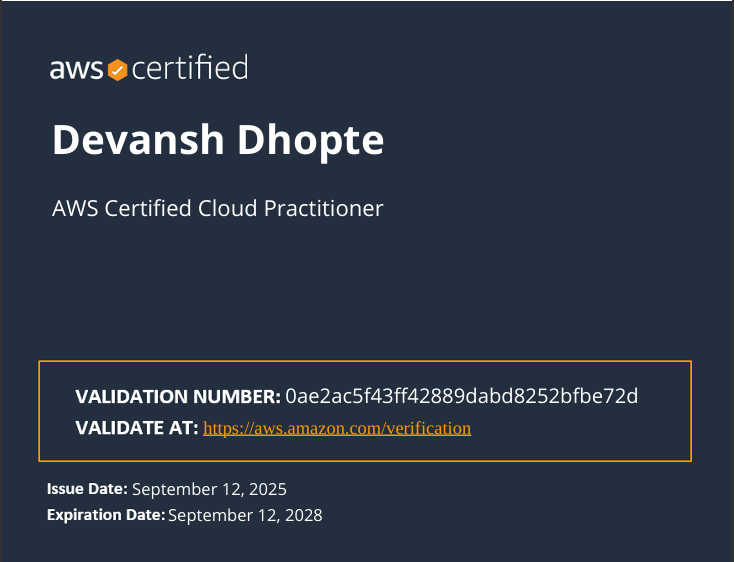 aws certified
Devansh Dhopte
AWS Certified Cloud Practitioner
VALIDATION NUMBER: 0ae2ac5f43ff42889dabd8252bfbe72d
VALIDATE AT: https://aws.amazon.com/verification
Issue Date: September 12, 2025
Expiration Date: September 12, 2028